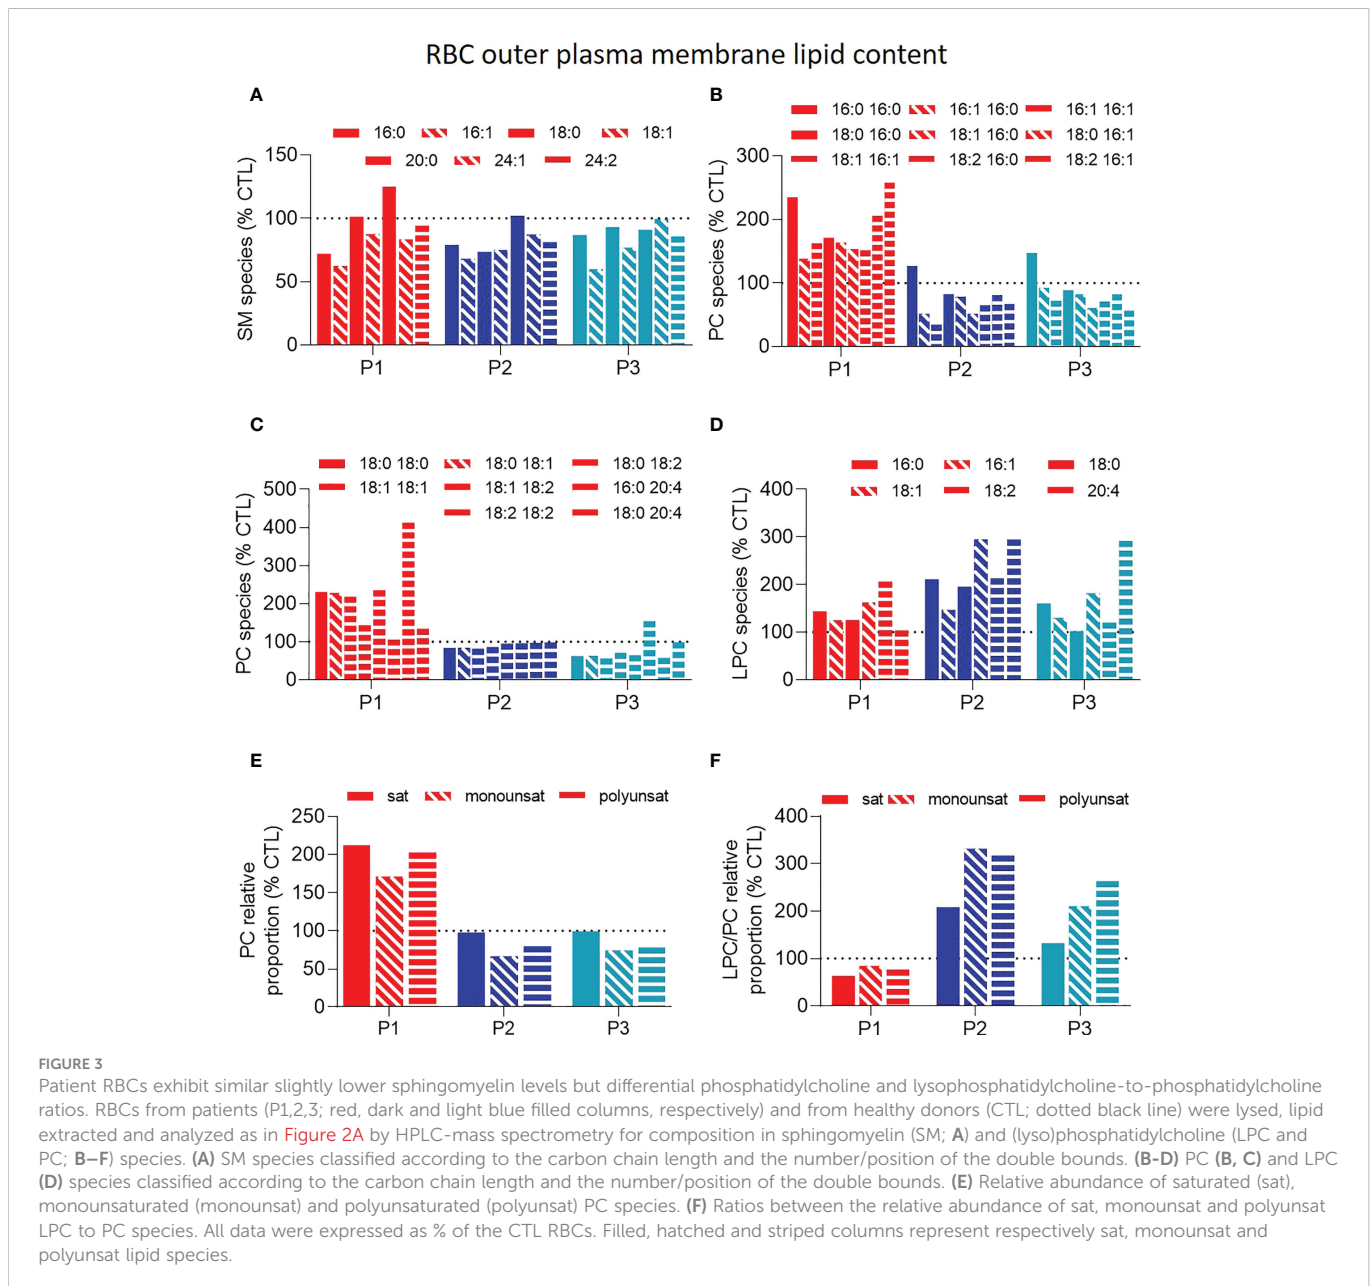 RBC outer plasma membrane lipid content
A
16:0 16:1 18:0 18:1
20:0 24:1 24:2
SM species (% CTL)
150
100
50
0
P1 P2 P3
B
16:0 16:0 16:1 16:0 16:1 16:1
18:0 16:0 18:1 16:0 18:0 16:1
18:1 16:1 18:2 16:0 18:2 16:1
PC species (% CTL)
300
200
100
0
P1 P2 P3
C
18:0 18:0 18:0 18:1 18:0 18:2
18:1 18:1 18:1 18:2 16:0 20:4
18:2 18:2 18:0 20:4
PC species (% CTL)
500
400
300
200
100
0
P1 P2 P3
D
16:0 16:1 18:0
18:1 18:2 20:4
LPC species (% CTL)
400
300
200
100
0
P1 P2 P3
E
sat monounsat polyunsat
PC relative
proportion (% CTL)
250
200
150
100
50
0
P1 P2 P3
F
sat monounsat polyunsat
LPC/PC relative
proportion (% CTL)
400
300
200
100
0
P1 P2 P3
FIGURE 3
Patient RBCs exhibit similar slightly lower sphingomyelin levels but differential phosphatidylcholine and lysophosphatidylcholine-to-phosphatidylcholine
ratios. RBCs from patients (P1,2,3; red, dark and light blue filled columns, respectively) and from healthy donors (CTL; dotted black line) were lysed, lipid
extracted and analyzed as in Figure 2A by HPLC-mass spectrometry for composition in sphingomyelin (SM; A) and (lyso)phosphatidylcholine (LPC and
PC; B–F) species. (A) SM species classified according to the carbon chain length and the number/position of the double bounds. (B-D) PC (B, C) and LPC
(D) species classified according to the carbon chain length and the number/position of the double bounds. (E) Relative abundance of saturated (sat),
monounsaturated (monounsat) and polyunsaturated (polyunsat) PC species. (F) Ratios between the relative abundance of sat, monounsat and polyunsat
LPC to PC species. All data were expressed as % of the CTL RBCs. Filled, hatched and striped columns represent respectively sat, monounsat and
polyunsat lipid species.